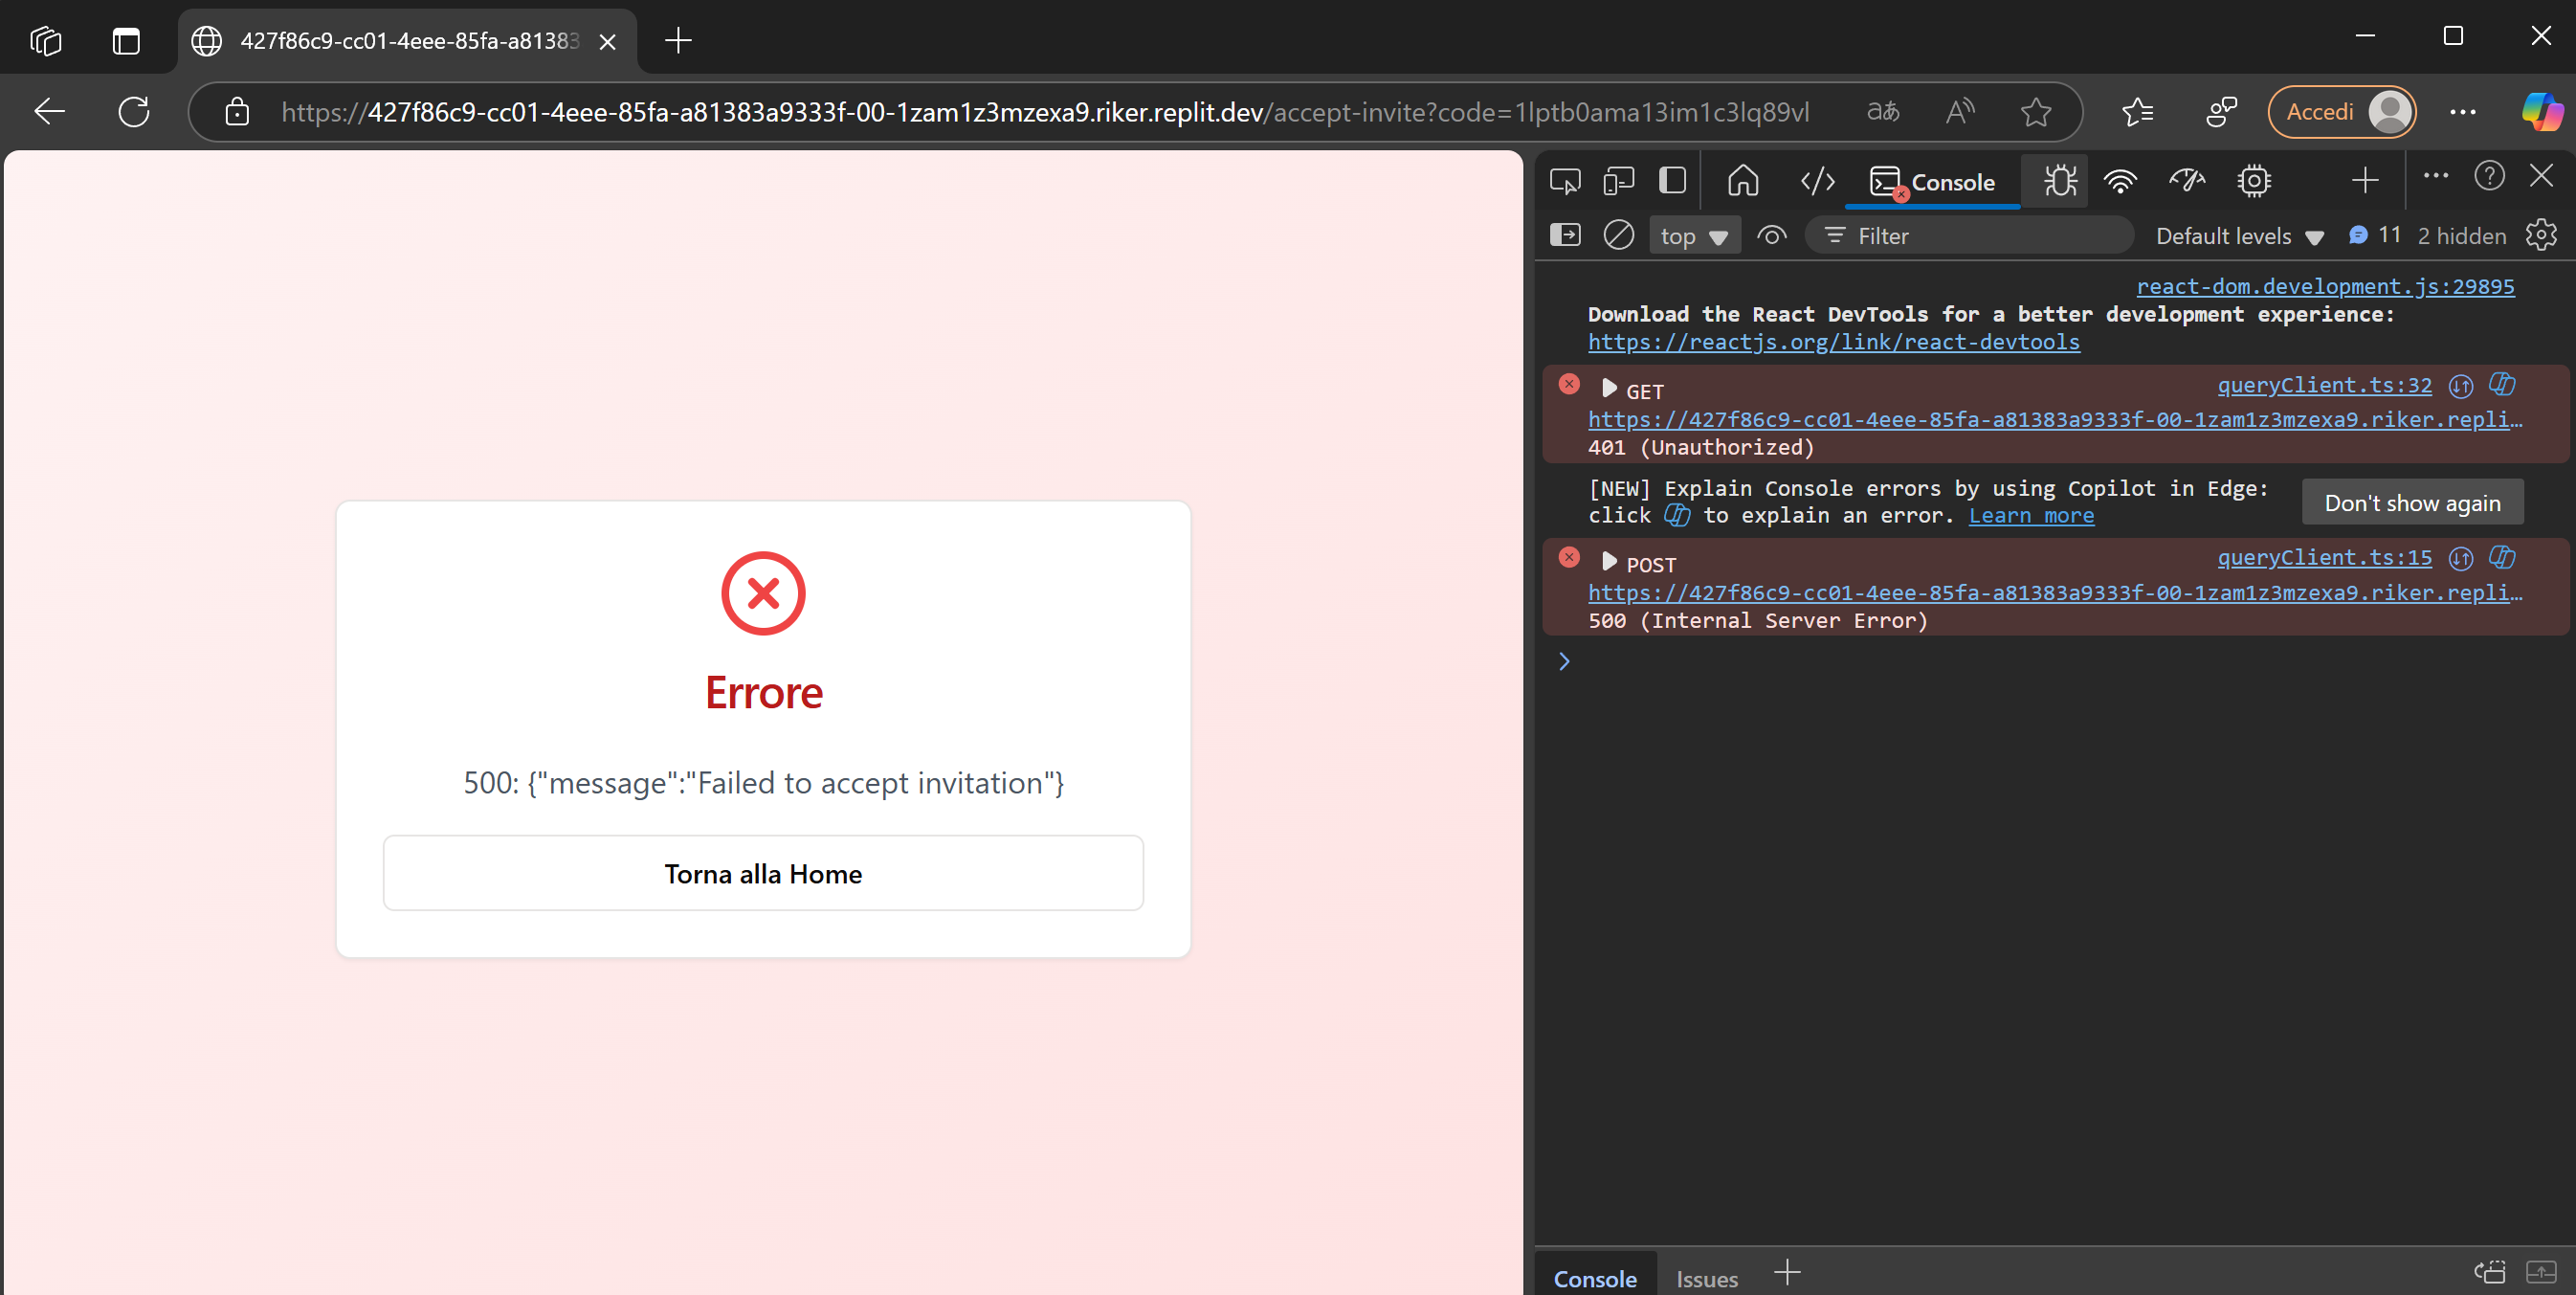 427f86c9-cc01-4eee-85fa-a81383
https://427f86c9-cc01-4eee-85fa-a81383a9333f-00-1zam1z3mzexa9.riker.replit.dev/accept-invite?code=1lptb0ama13im1c3lq89vl
Accedi
Console
top
Filter
Default levels
11
2 hidden
react-dom.development.js:29895
Download the React DevTools for a better development experience:
https://reactjs.org/link/react-devtools
GET
queryClient.ts:32
https://427f86c9-cc01-4eee-85fa-a81383a9333f-00-1zam1z3mzexa9.riker.repli…
401 (Unauthorized)
[NEW] Explain Console errors by using Copilot in Edge:
click to explain an error. Learn more
Don't show again
POST
queryClient.ts:15
https://427f86c9-cc01-4eee-85fa-a81383a9333f-00-1zam1z3mzexa9.riker.repli…
500 (Internal Server Error)
Errore
500: {"message":"Failed to accept invitation"}
Torna alla Home
Console
Issues